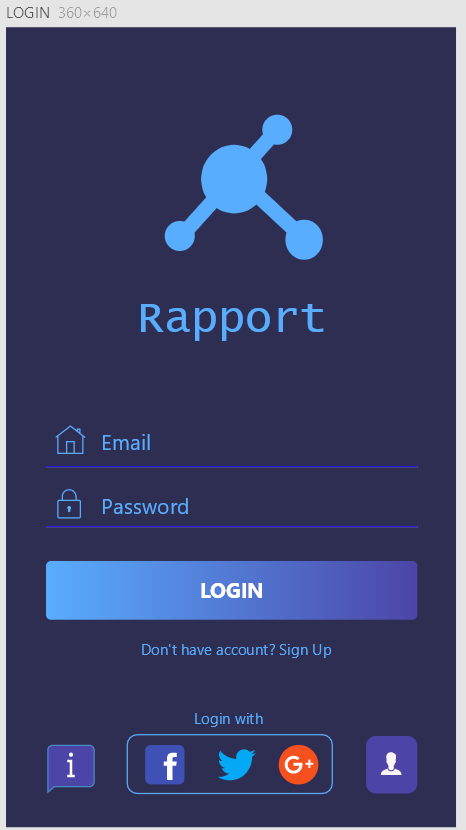 LOGIN 360×640
Rapport
Email
Password
LOGIN
Don't have account? Sign Up
Login with
i
f
G+